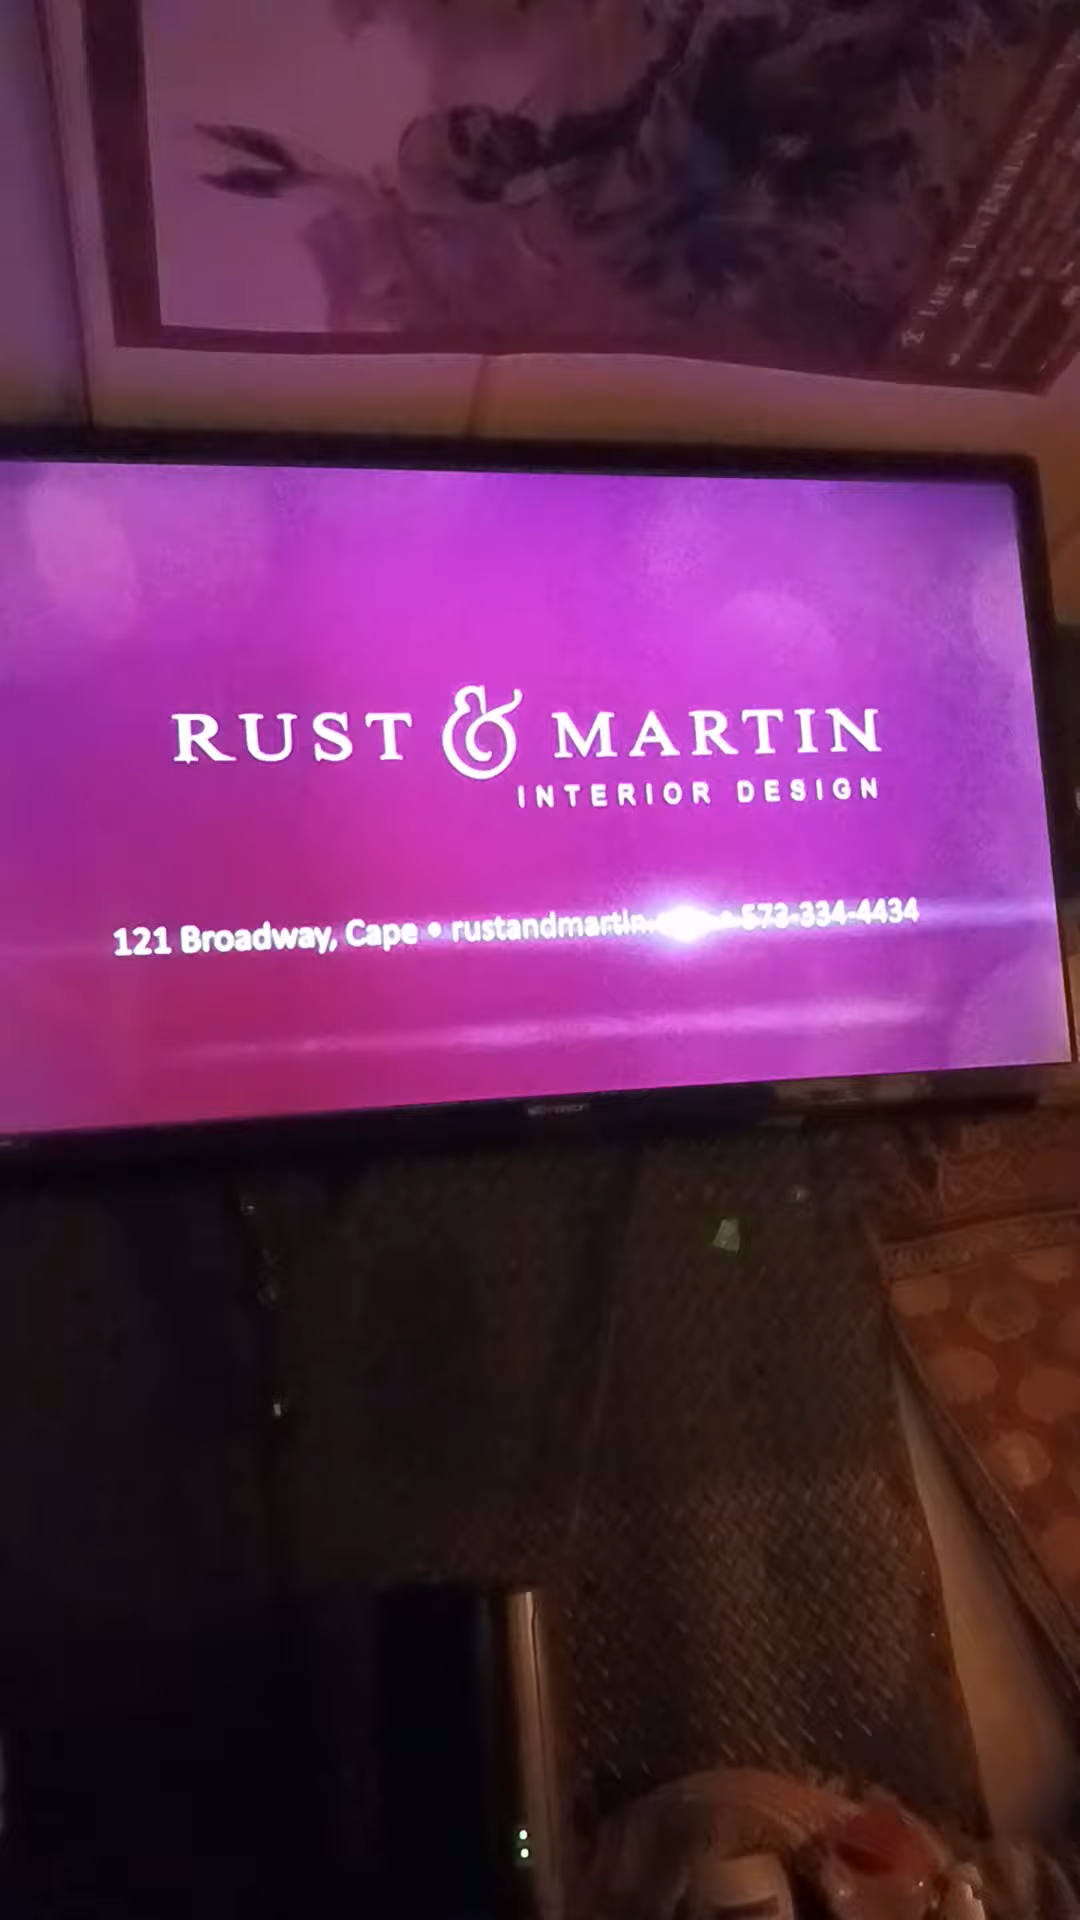 RUST & MARTIN
INTERIOR DESIGN
121 Broadway, Cape • rustandmartin. • 573-334-4434